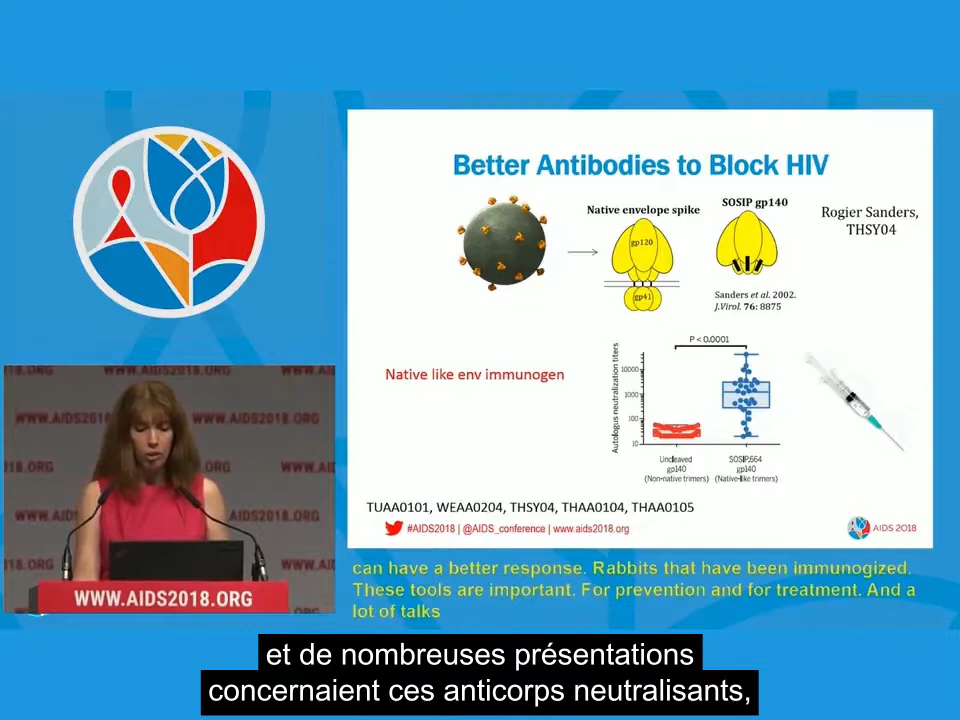 Better Antibodies to Block HIV
Native envelope spike
SOSIP gp140
Rogier Sanders,
THSY04
gp120
gp41
Sanders et al. 2002.
J.Virol. 76: 8875
Native like env immunogen
P < 0.0001
Autologus neutralization titers
10000
1000
100
10
Uncleaved
gp140
(Non-native trimers)
SOSIP.664
gp140
(Native-like trimers)
TUAA0101, WEAA0204, THSY04, THAA0104, THAA0105
#AIDS2018 | @AIDS_conference | www.aids2018.org
AIDS 2018
WWW.AIDS2018.ORG
WWW.AIDS2018.ORG
can have a better response. Rabbits that have been immunogized.
These tools are important. For prevention and for treatment. And a
lot of talks
et de nombreuses présentations
concernaient ces anticorps neutralisants,